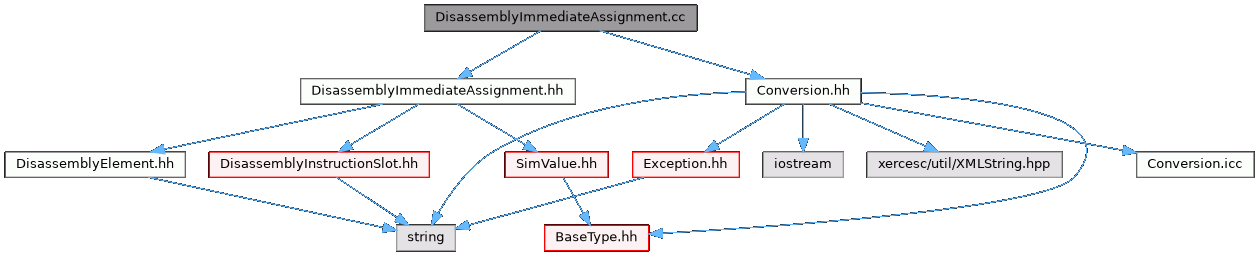 DisassemblyImmediateAssignment.cc
DisassemblyImmediateAssignment.hh
Conversion.hh
DisassemblyElement.hh
DisassemblyInstructionSlot.hh
SimValue.hh
Exception.hh
iostream
xercesc/util/XMLString.hpp
Conversion.icc
string
BaseType.hh